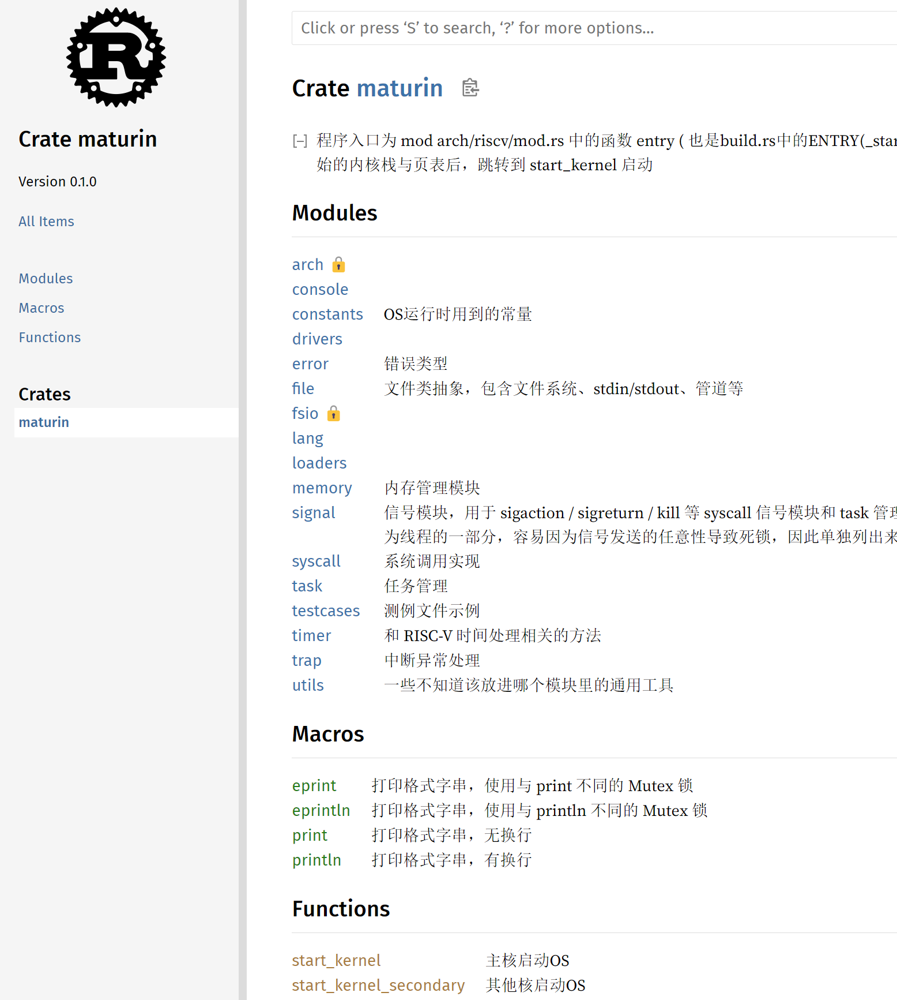 R
Crate maturin
Version 0.1.0
All Items
Modules
Macros
Functions
Crates
maturin
Click or press ‘S’ to search, ‘?’ for more options…
Crate maturin
[−] 程序入口为 mod arch/riscv/mod.rs 中的函数 entry ( 也是build.rs中的ENTRY(_star
始的内核栈与页表后，跳转到 start_kernel 启动
Modules
arch
console
constants OS运行时用到的常量
drivers
error 错误类型
file 文件类抽象，包含文件系统、stdin/stdout、管道等
fsio
lang
loaders
memory 内存管理模块
signal 信号模块，用于 sigaction / sigreturn / kill 等 syscall 信号模块和 task 管理
为线程的一部分，容易因为信号发送的任意性导致死锁，因此单独列出来
syscall 系统调用实现
task 任务管理
testcases 测例文件示例
timer 和 RISC-V 时间处理相关的方法
trap 中断异常处理
utils 一些不知道该放进哪个模块里的通用工具
Macros
eprint 打印格式字串，使用与 print 不同的 Mutex 锁
eprintln 打印格式字串，使用与 println 不同的 Mutex 锁
print 打印格式字串，无换行
println 打印格式字串，有换行
Functions
start_kernel 主核启动OS
start_kernel_secondary 其他核启动OS